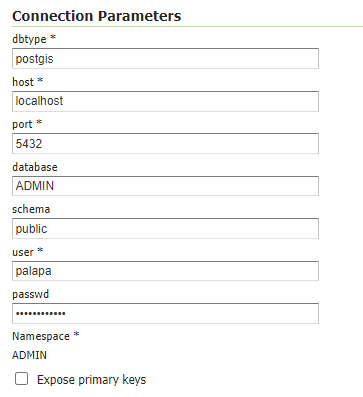 Connection Parameters
dbtype *
postgis
host *
localhost
port *
5432
database
ADMIN
schema
public
user *
palapa
passwd
••••••••••••
Namespace *
ADMIN
Expose primary keys